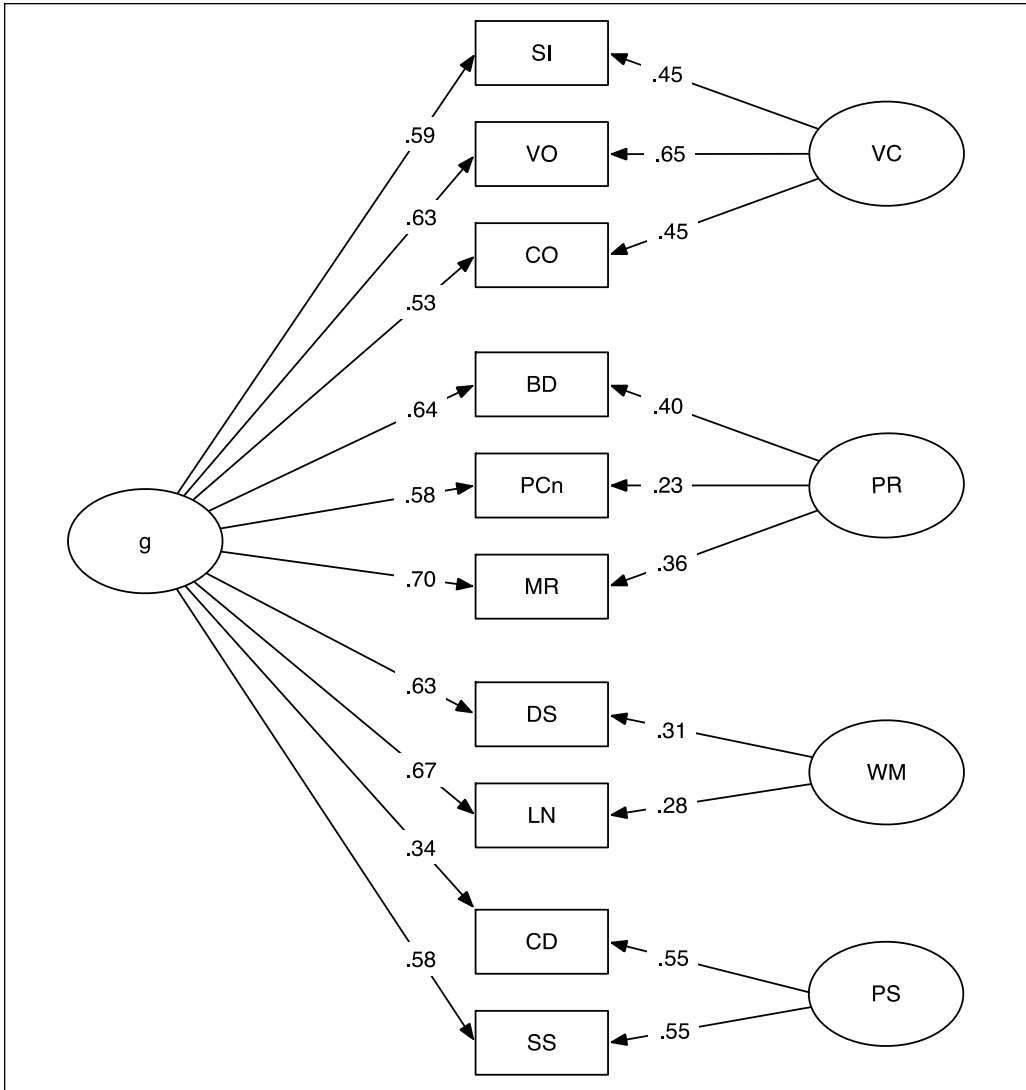 SI
.45
.59
VO
.65
VC
.63
CO
.45
.53
BD
.40
.64
PCn
.23
PR
.58
g
MR
.36
.70
DS
.31
.63
WM
.67
LN
.28
.34
CD
.55
.58
PS
SS
.55